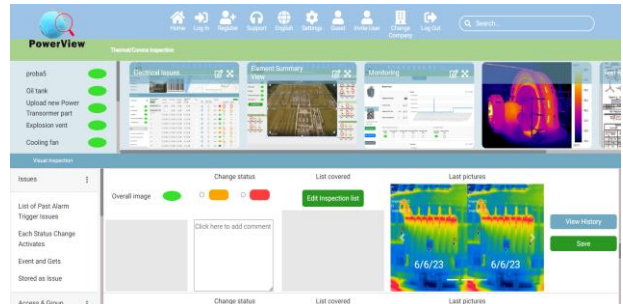 PowerView
Home
Log In
Register
Support
English
Settings
Guest
Invite User
Change
Company
Log Out
Search...
Thermal/Corona Inspection
proba5
Oil tank
Upload new Power
Transormer part
Explosion vent
Cooling fan
Electrical Issues
Element Summary
View
Monitoring
Visual Inspection
Issues
List of Past Alarm
Trigger Issues
Each Status Change
Activates
Event and Gets
Stored as Issue
Access & Group
Change status
List covered
Last pictures
Overall image
Edit Inspection list
Click here to add comment
6/6/23
6/6/23
View History
Save
Change status
List covered
Last pictures